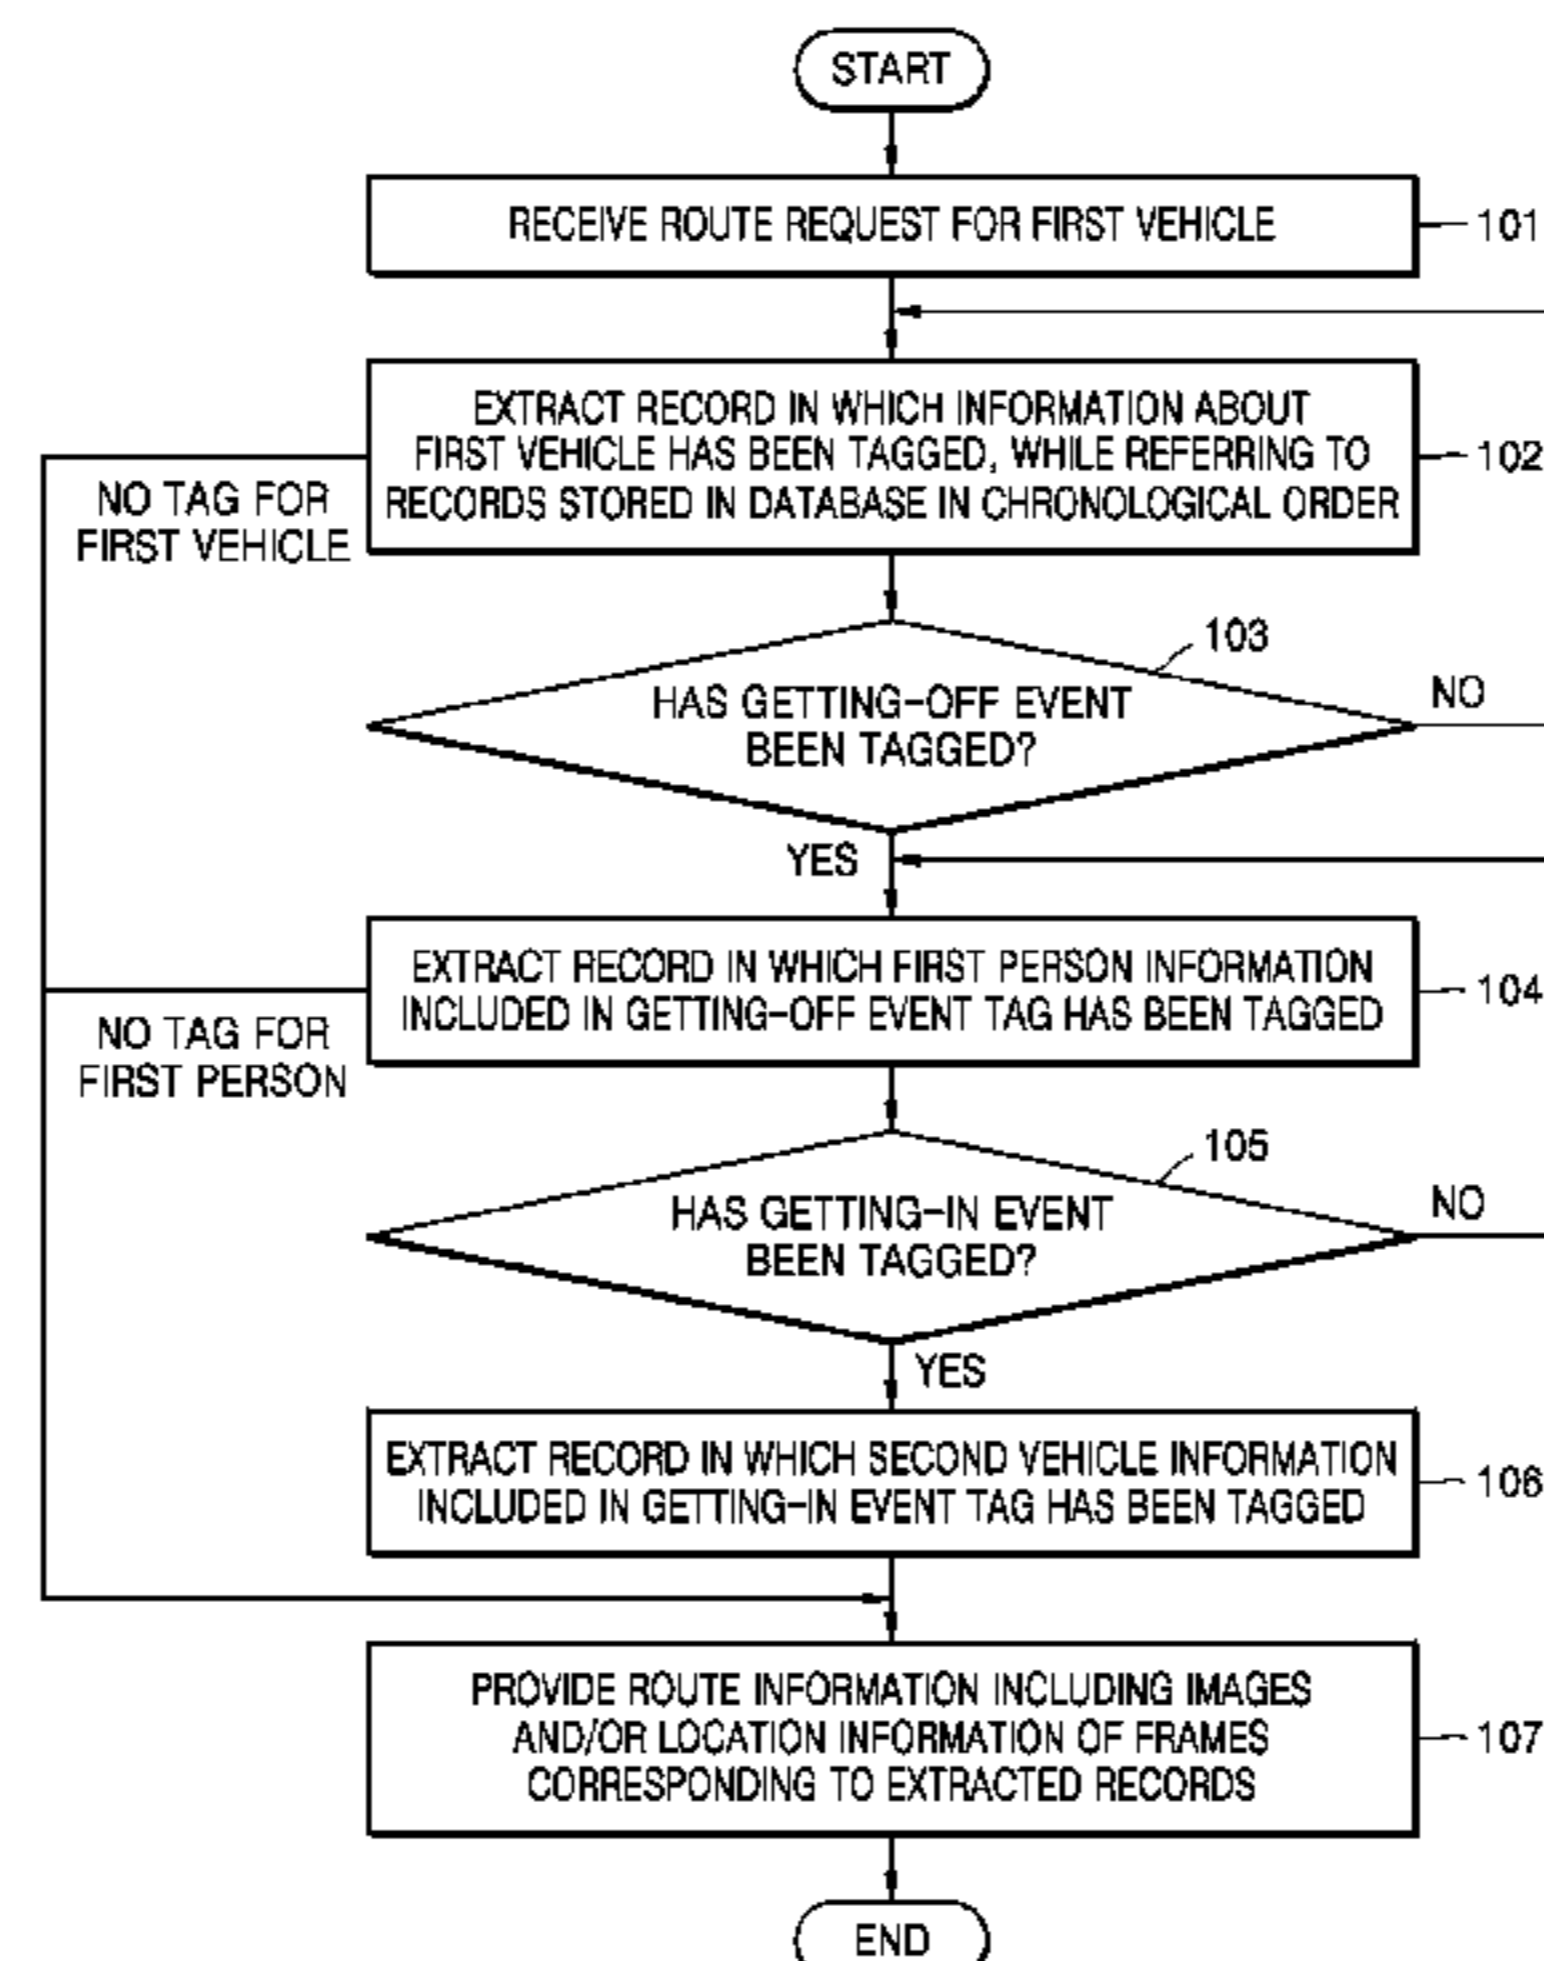 START
RECEIVE ROUTE REQUEST FOR FIRST VEHICLE
101
EXTRACT RECORD IN WHICH INFORMATION ABOUT
FIRST VEHICLE HAS BEEN TAGGED, WHILE REFERRING TO
RECORDS STORED IN DATABASE IN CHRONOLOGICAL ORDER
102
NO TAG FOR
FIRST VEHICLE
103
HAS GETTING-OFF EVENT
BEEN TAGGED?
NO
YES
EXTRACT RECORD IN WHICH FIRST PERSON INFORMATION
INCLUDED IN GETTING-OFF EVENT TAG HAS BEEN TAGGED
104
NO TAG FOR
FIRST PERSON
105
HAS GETTING-IN EVENT
BEEN TAGGED?
NO
YES
EXTRACT RECORD IN WHICH SECOND VEHICLE INFORMATION
INCLUDED IN GETTING-IN EVENT TAG HAS BEEN TAGGED
106
PROVIDE ROUTE INFORMATION INCLUDING IMAGES
AND/OR LOCATION INFORMATION OF FRAMES
CORRESPONDING TO EXTRACTED RECORDS
107
END